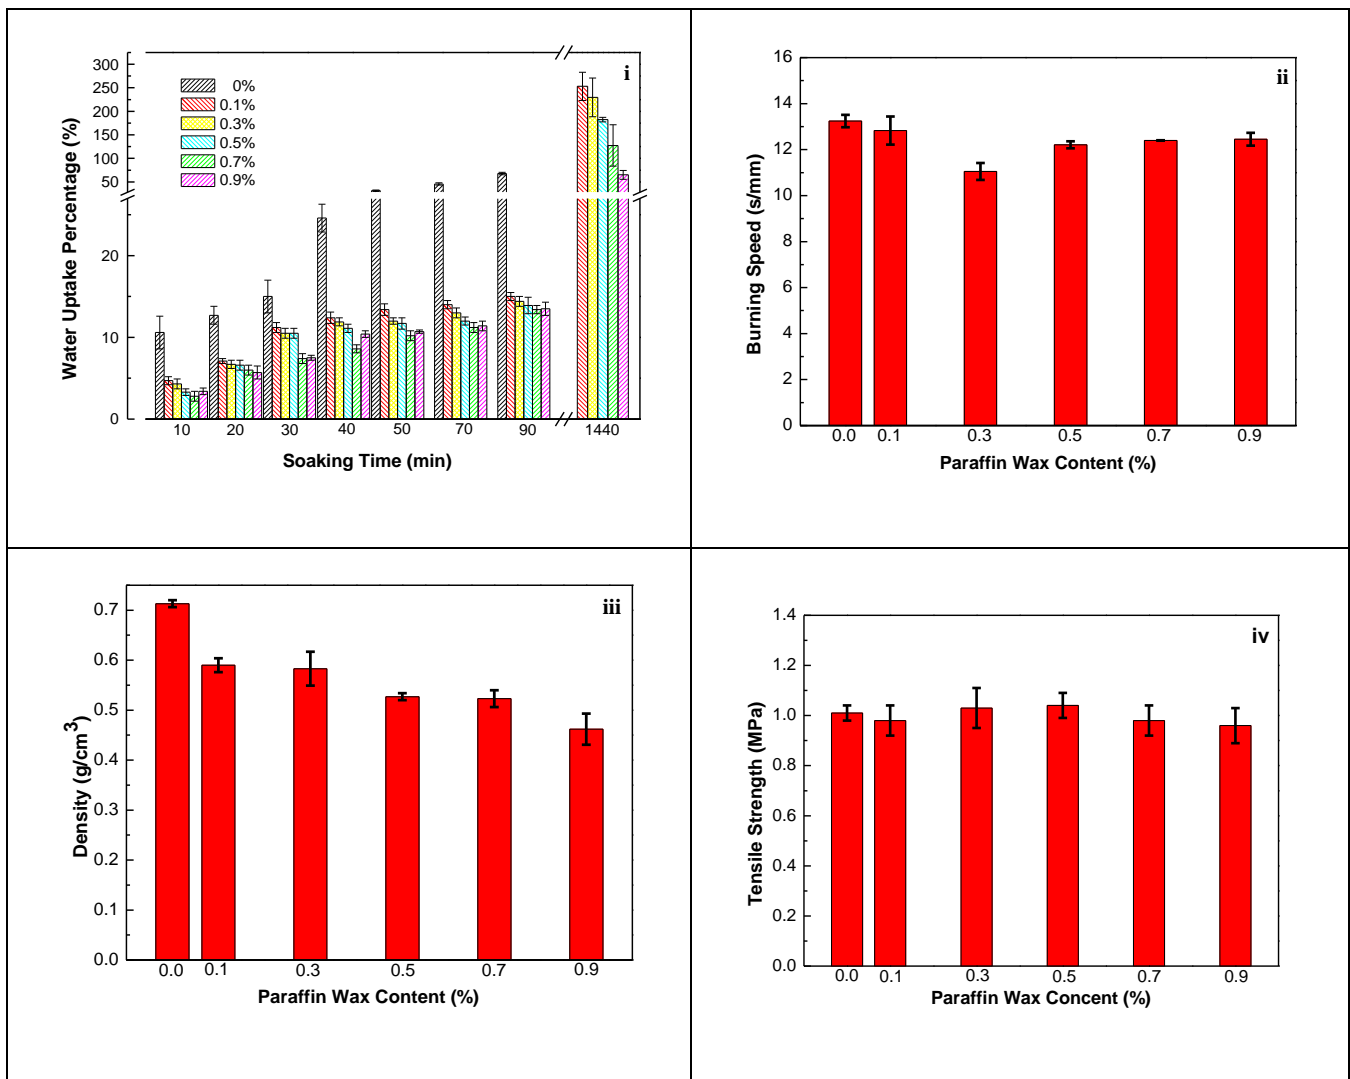 i
300
250
200
150
100
50
20
10
0
Water Uptake Percentage (%)
0%
0.1%
0.3%
0.5%
0.7%
0.9%
10 20 30 40 50 70 90 1440
Soaking Time (min)
ii
16
14
12
10
8
6
4
2
0
Burning Speed (s/mm)
0.0 0.1 0.3 0.5 0.7 0.9
Paraffin Wax Content (%)
iii
0.7
0.6
0.5
0.4
0.3
0.2
0.1
0.0
Density (g/cm³)
0.0 0.1 0.3 0.5 0.7 0.9
Paraffin Wax Content (%)
iv
1.4
1.2
1.0
0.8
0.6
0.4
0.2
0.0
Tensile Strength (MPa)
0.0 0.1 0.3 0.5 0.7 0.9
Paraffin Wax Concent (%)